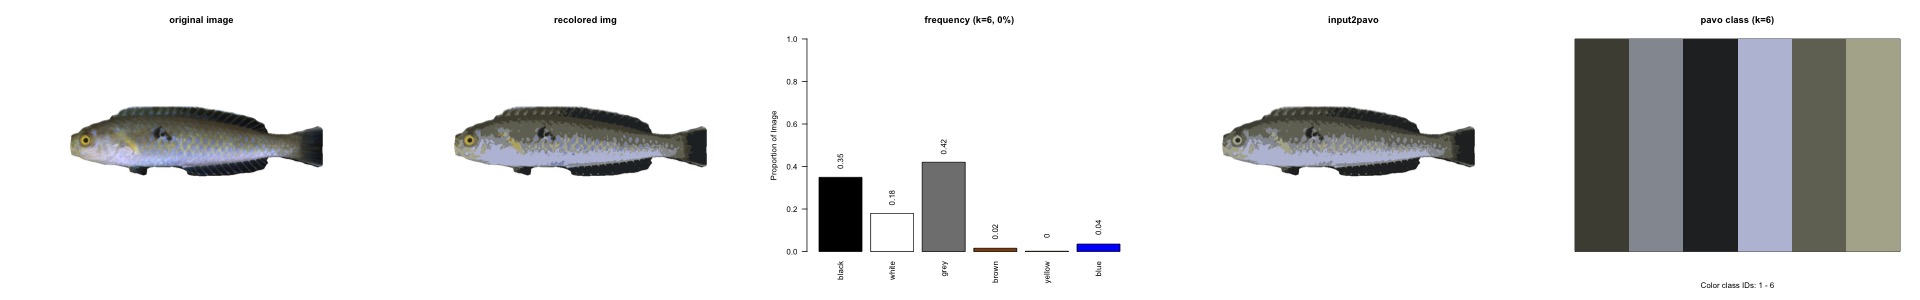 original image
recolored img
frequency (k=6, 0%)
input2pavo
pavo class (k=6)
Proportion of Image
1.0
0.8
0.6
0.4
0.2
0.0
0.35
0.18
0.42
0.02
0
0.04
black
white
grey
brown
yellow
blue
Color class IDs: 1 - 6